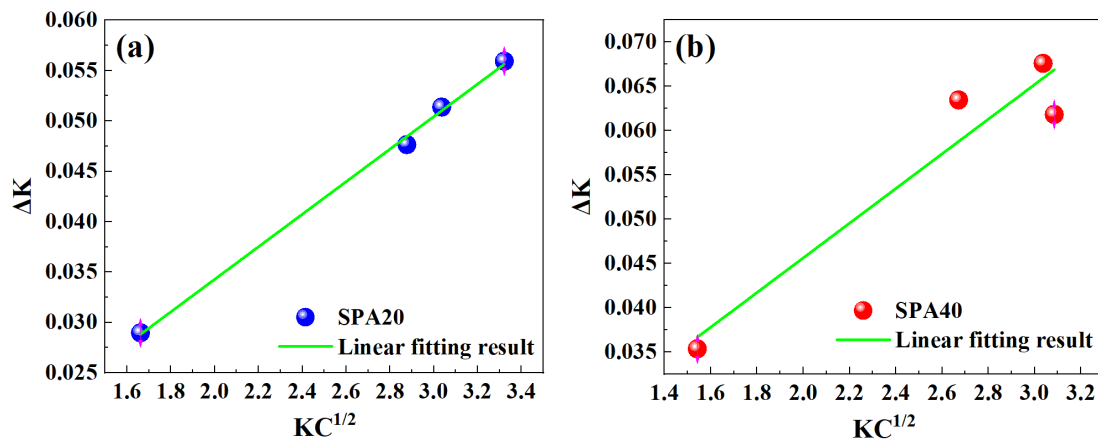 (a)
0.060
0.055
0.050
0.045
0.040
0.035
0.030
0.025
ΔK
1.6 1.8 2.0 2.2 2.4 2.6 2.8 3.0 3.2 3.4
KC^{1/2}
SPA20
Linear fitting result
(b)
0.070
0.065
0.060
0.055
0.050
0.045
0.040
0.035
ΔK
1.4 1.6 1.8 2.0 2.2 2.4 2.6 2.8 3.0 3.2
KC^{1/2}
SPA40
Linear fitting result